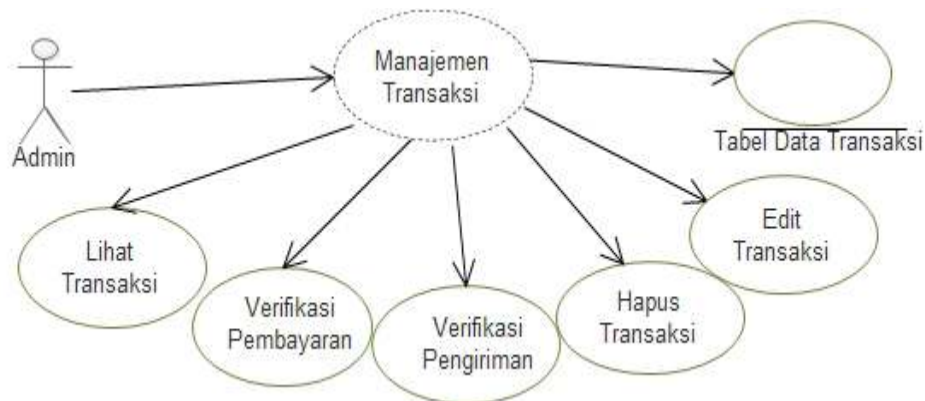 Manajemen
Transaksi
Admin
Tabel Data Transaksi
Lihat
Transaksi
Verifikasi
Pembayaran
Verifikasi
Pengiriman
Hapus
Transaksi
Edit
Transaksi